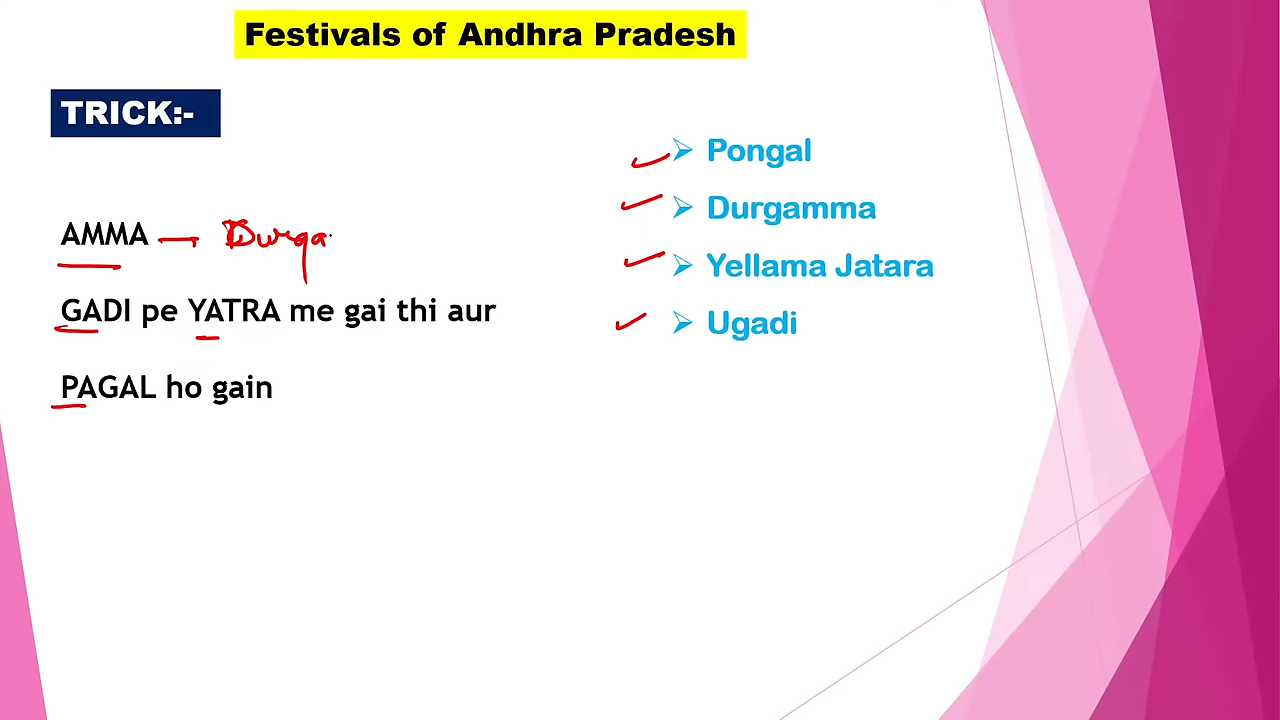 Festivals of Andhra Pradesh
TRICK:-
AMMA — Durga
GADI pe YATRA me gai thi aur
PAGAL ho gain
Pongal
Durgamma
Yellama Jatara
Ugadi